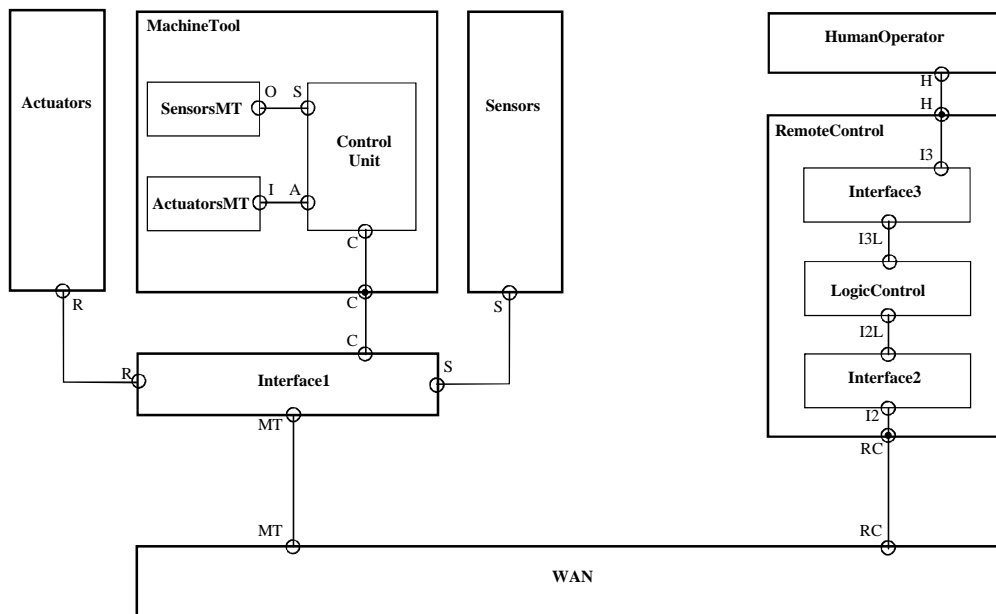 MachineTool
HumanOperator
Actuators
SensorsMT
O
S
Control
Unit
Sensors
H
H
RemoteControl
ActuatorsMT
I
A
I3
Interface3
C
I3L
LogicControl
C
R
S
I2L
C
R
Interface1
S
Interface2
I2
MT
RC
MT
RC
WAN